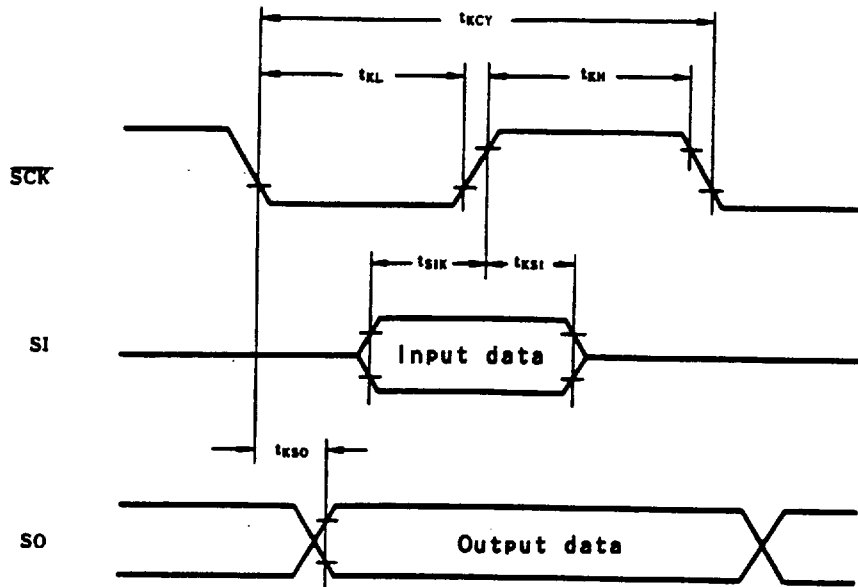 tKCY
tKL
tKH
SCK
tSIK
tKSI
SI
Input data
tKSO
SO
Output data